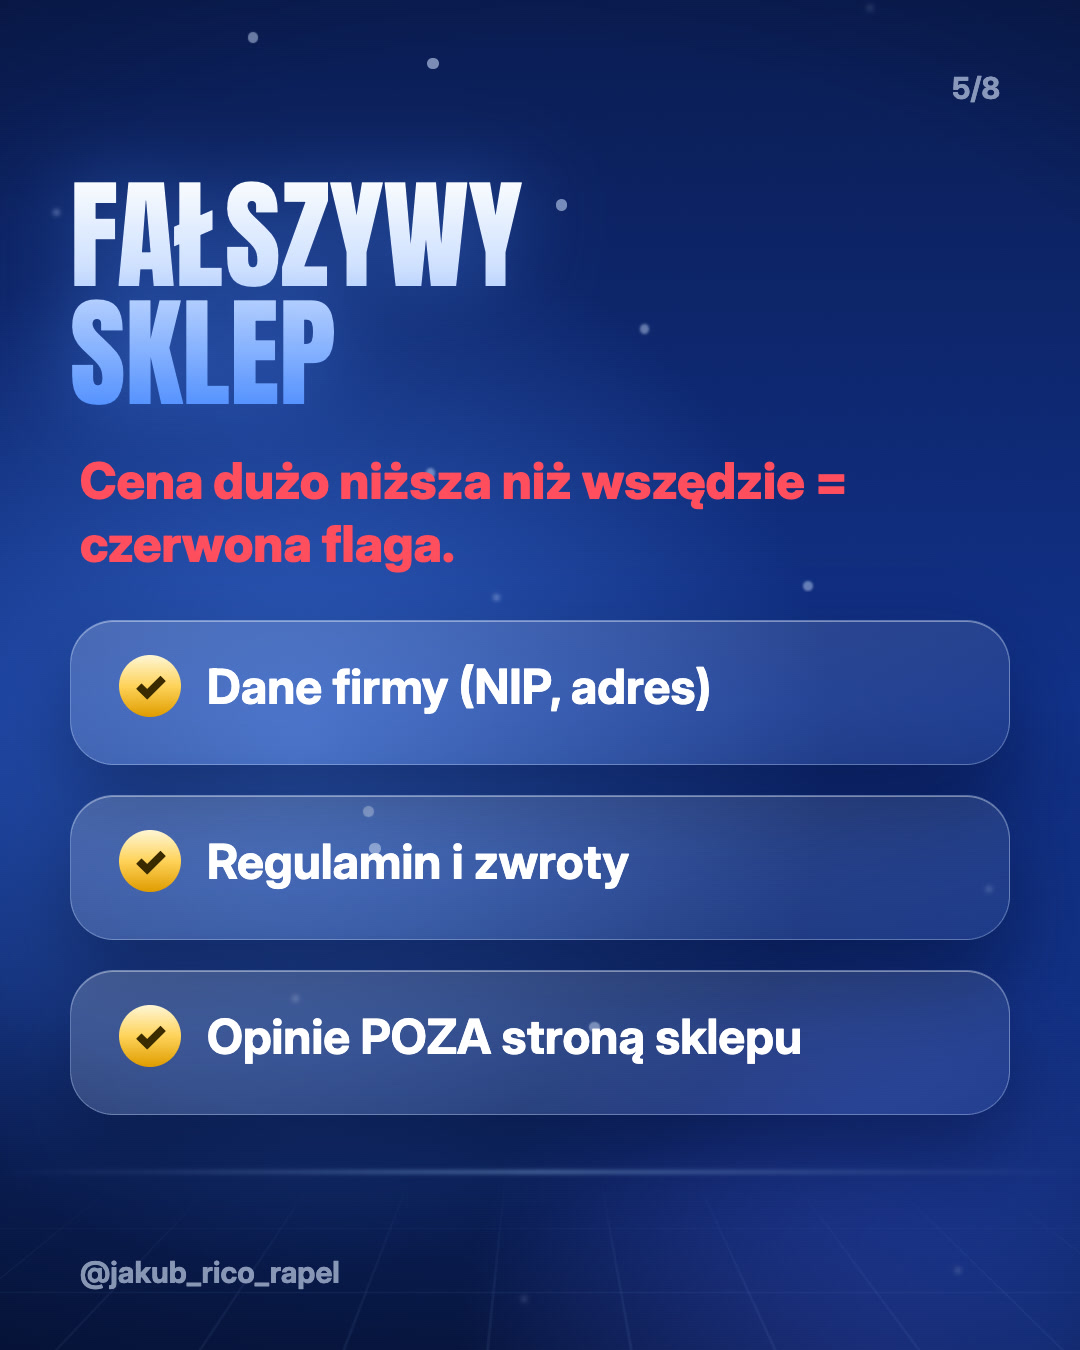 5/8
FAŁSZYWY
SKLEP
Cena dużo niższa niż wszędzie =
czerwona flaga.
Dane firmy (NIP, adres)
Regulamin i zwroty
Opinie POZA stroną sklepu
@jakub_rico_rapel